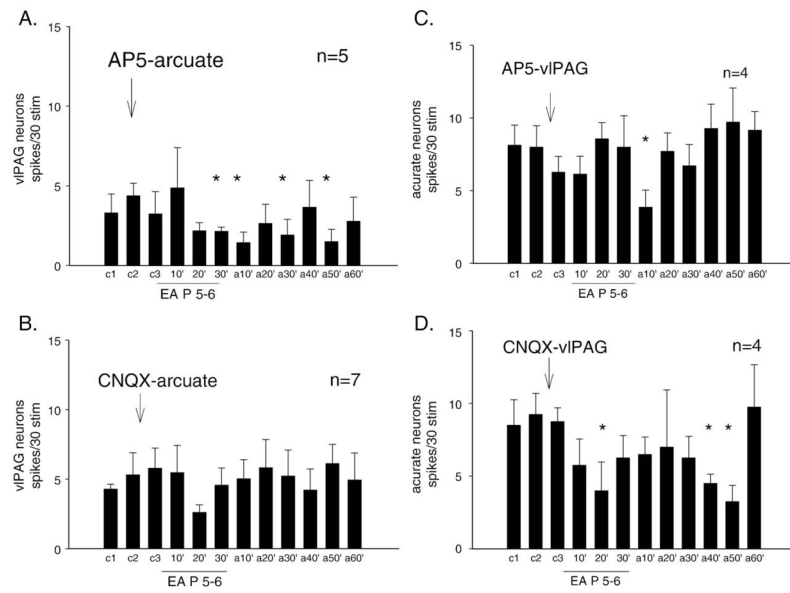 A.
AP5-arcuate
n=5
vlPAG neurons
spikes/30 stim
15
10
5
0
* * * *
c1 c2 c3 10' 20' 30' a10' a20' a30' a40' a50' a60'
EA P 5-6
B.
CNQX-arcuate
n=7
vlPAG neurons
spikes/30 stim
15
10
5
0
c1 c2 c3 10' 20' 30' a10' a20' a30' a40' a50' a60'
EA P 5-6
C.
AP5-vlPAG
n=4
acurate neurons
spikes/30 stim
15
10
5
0
*
c1 c2 c3 10' 20' 30' a10' a20' a30' a40' a50' a60'
EA P 5-6
D.
CNQX-vlPAG
n=4
acurate neurons
spikes/30 stim
15
10
5
0
* * *
c1 c2 c3 10' 20' 30' a10' a20' a30' a40' a50' a60'
EA P 5-6